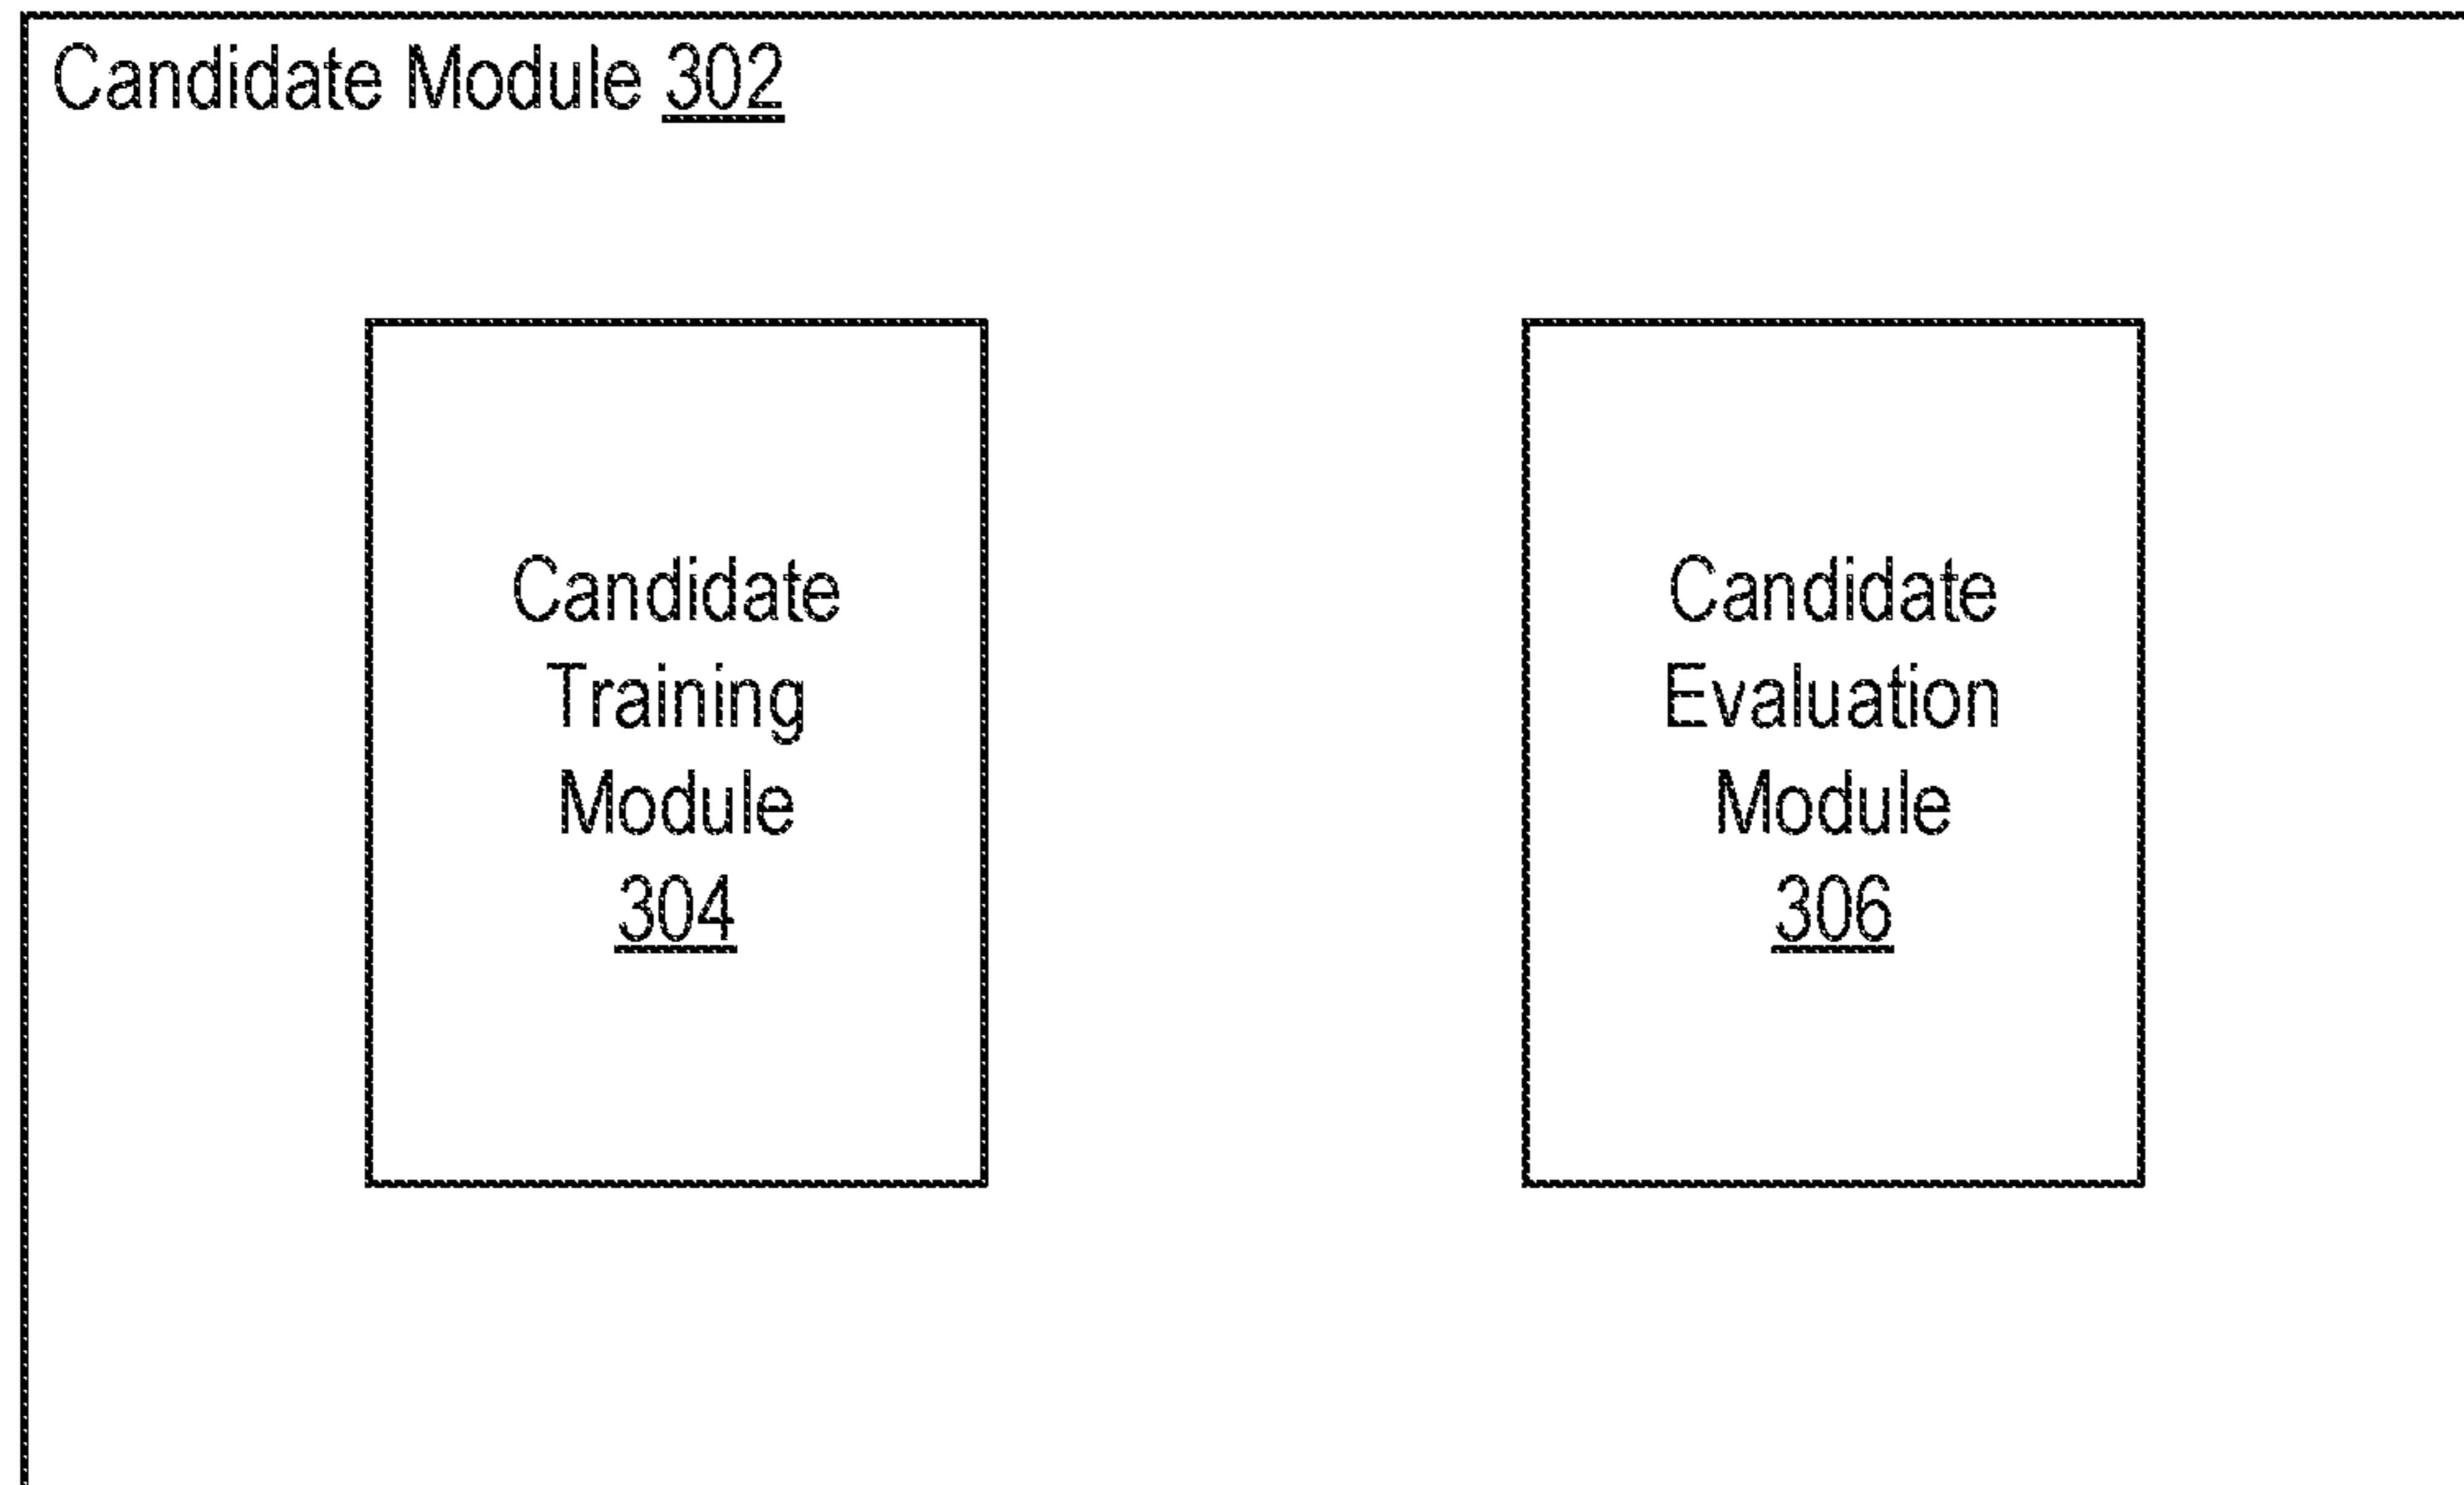 Candidate Module 302
Candidate
Training
Module
304
Candidate
Evaluation
Module
306